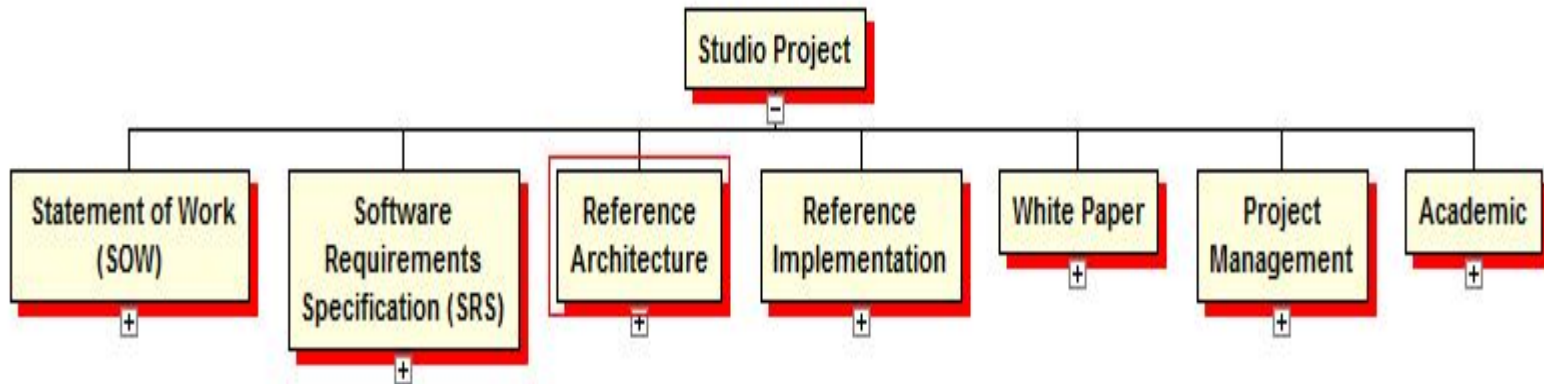 Studio Project
Statement of Work
(SOW)
Software
Requirements
Specification (SRS)
Reference
Architecture
Reference
Implementation
White Paper
Project
Management
Academic